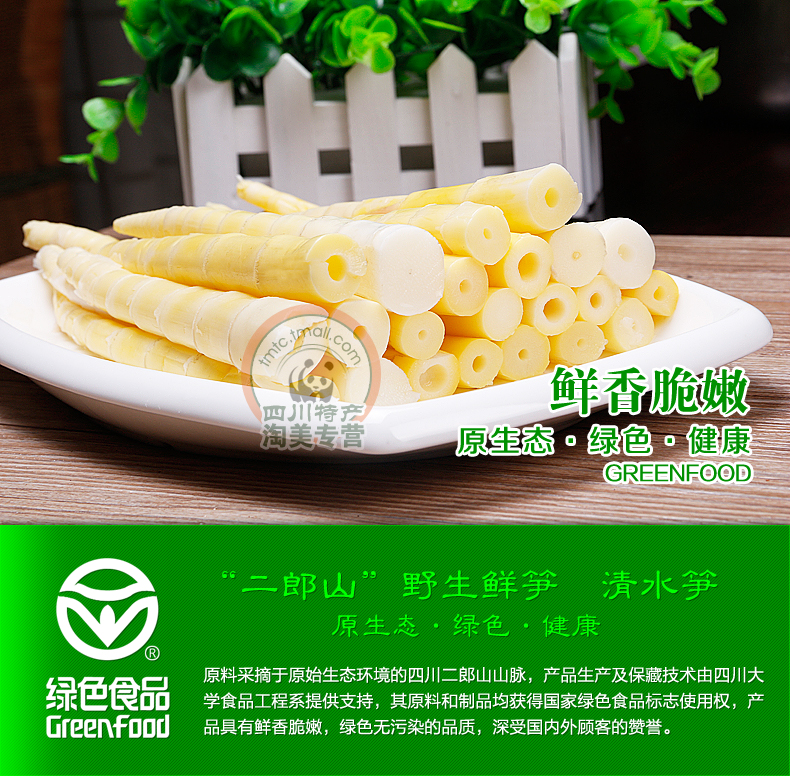 tmtc.tmall.com
四川特产
淘美专营
鲜香脆嫩
原生态·绿色·健康
GREENFOOD
“二郎山”野生鲜笋 清水笋
原生态·绿色·健康
®
绿色食品
GreenFood
原料采摘于原始生态环境的四川二郎山山脉，产品生产及保藏技术由四川大
学食品工程系提供支持，其原料和制品均获得国家绿色食品标志使用权，产
品具有鲜香脆嫩，绿色无污染的品质，深受国内外顾客的赞誉。